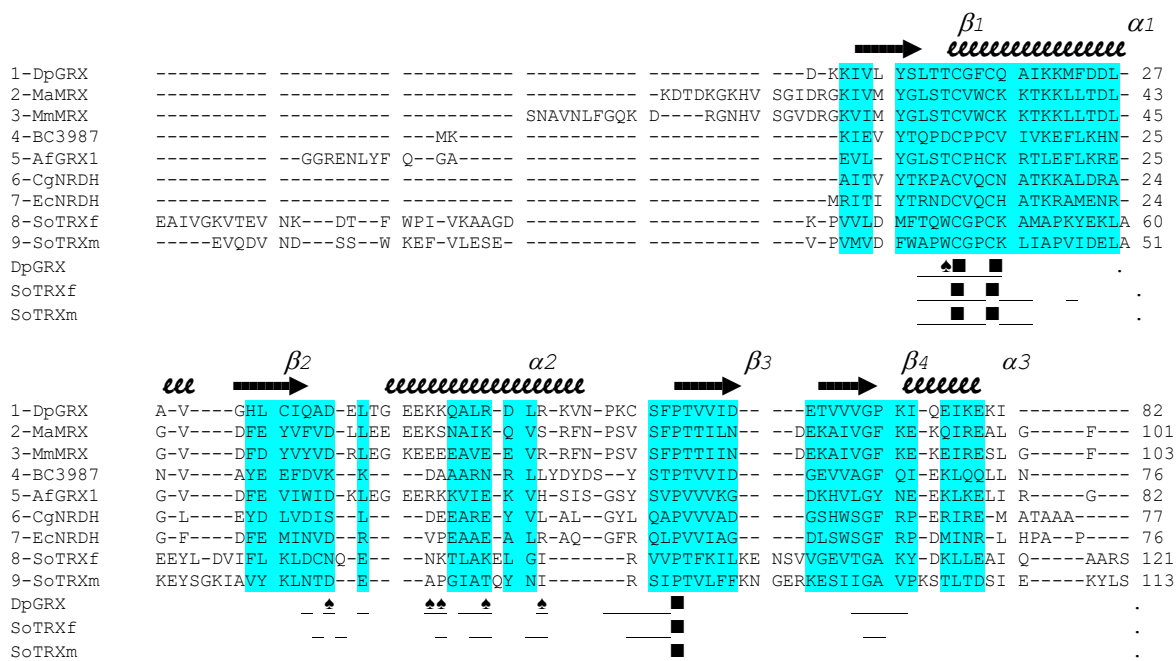 β1 α1
1-DpGRX ---------- ---------- ---------- ---------- ---------- --------D-K KIVL-YSLTTCGFCQ AIKKMFDDL- 27
2-MaMRX ---------- ---------- ---------- ---------- KDTDKGKHV SGIDRGKIVM YGLSTCVWCK KTKKLLTDL- 43
3-MmMRX ---------- ---------- ---------- --SNAVNLFGQK D----RGNHV SGVDRGKVIM YGLSTCVWCK KTKKLLTDL- 45
4-BC3987 ---------- ---------- -----MK--- ---------- ---------- ------KIEV YTQPDCPPCV IVKEFLKHN- 25
5-AfGRX1 ---------- --GGRENLYF Q--GA----- ---------- ---------- ------EVL- YGLSTCPHCK RTLEFLKRE- 25
6-CgNRDH ---------- ---------- ---------- ---------- ---------- ------AITV YTKPACVQCN ATKKALDRA- 24
7-EcNRDH ---------- ---------- ---------- ---------- ---------- -----MRITI YTRNDCVQCH ATKRAMENR- 24
8-SoTRXf EAIVGKVTEV NK---DT--F WPI-VKAAGD ---------- ---------- ---K-PVVLD MFTQWCGPCK AMAPKYEKLA 60
9-SoTRXm -----EVQDV ND---SS--W KEF-VLESE- ---------- ---------- ---V-PVMVD FWAPWCGPCK LIAPVIDELA 51
DpGRX ♠■ ■ .
SoTRXf ■ ■ .
SoTRXm ■ ■ .
β2 α2 β3 β4 α3
1-DpGRX A-V----GHL CIQAD-ELTG EEKKQALR-D LR-KVN-PKC SFPTVVID-- --ETVVVGP KI-QEIKEKI 82
2-MaMRX G-V----DFE YVFVD-LLEE EEKSNAIK-Q VS-RFN-PSV SFPTTILN-- -DEKAIVGF KE-KQIREAL G----F-- 101
3-MmMRX G-V----DFD YVYVD-RLEG KEEEEAVE-E VR-RFN-PSV SFPTTIIN-- -DEKAIVGF KE-KEIRESL G----F-- 103
4-BC3987 N-V----AYE EFDVK-K--- DAAARNR-L LYDYDS-Y STPTVVID-- --GEVVAGF QI-EKLQQLL N----- 76
5-AfGRX1 G-V----DFE VIWID-KLEG EERKKVIE-K VH-SIS-GSY SVPVVVKG-- --DKHVLGY NE-EKLKELI R----G-- 82
6-CgNRDH G-L----EYD LVDIS--L-- -DEEARE-Y VL-AL--GYL QAPVVVAD-- --GSHWSGF RP-ERIRE-M ATAAA--- 77
7-EcNRDH G-F----DFE MINVD--R-- -VPEAAE-A LR-AQ--GFR QLPVVIAG-- --DLSWSGF RP-DMINR-L HPA--P-- 76
8-SoTRXf EEYL-DVIFL KLDCNQ-E-- -NKTLAKELG I-------R VVPTFKILKE NSVVGEVTGA KY-DKLLEAI Q----AARS 121
9-SoTRXm KEYSGKIAVY KLNTD--E-- -APGIATQYN I-------R SIPTVLFFKN GERKESIIGA VPKSTLTDSI E-----KYLS 113
DpGRX ♠ ♠♠ ♠ ♠ ■ .
SoTRXf ■ .
SoTRXm ■ .